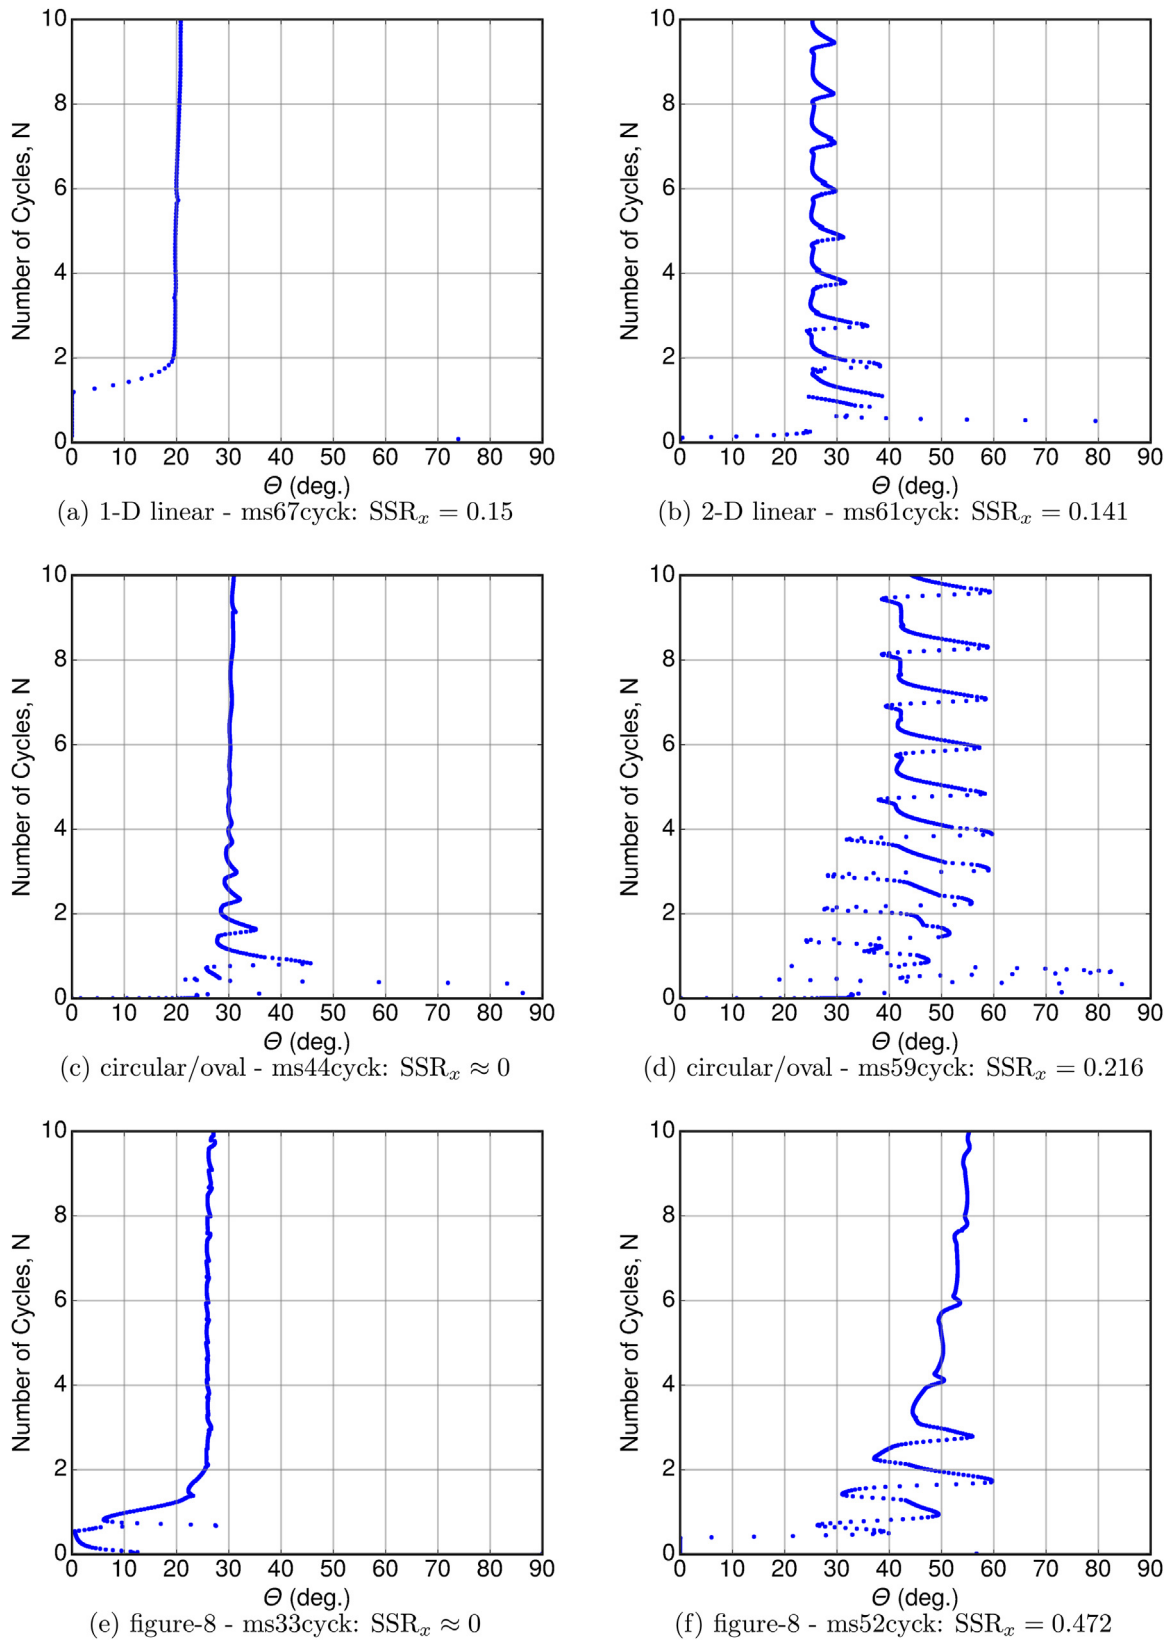 10
8
6
4
2
0
Number of Cycles, N
0 10 20 30 40 50 60 70 80 90
Θ (deg.)
(a) 1-D linear - ms67cyck: SSRx = 0.15
10
8
6
4
2
0
Number of Cycles, N
0 10 20 30 40 50 60 70 80 90
Θ (deg.)
(b) 2-D linear - ms61cyck: SSRx = 0.141
10
8
6
4
2
0
Number of Cycles, N
0 10 20 30 40 50 60 70 80 90
Θ (deg.)
(c) circular/oval - ms44cyck: SSRx ≈ 0
10
8
6
4
2
0
Number of Cycles, N
0 10 20 30 40 50 60 70 80 90
Θ (deg.)
(d) circular/oval - ms59cyck: SSRx = 0.216
10
8
6
4
2
0
Number of Cycles, N
0 10 20 30 40 50 60 70 80 90
Θ (deg.)
(e) figure-8 - ms33cyck: SSRx ≈ 0
10
8
6
4
2
0
Number of Cycles, N
0 10 20 30 40 50 60 70 80 90
Θ (deg.)
(f) figure-8 - ms52cyck: SSRx = 0.472